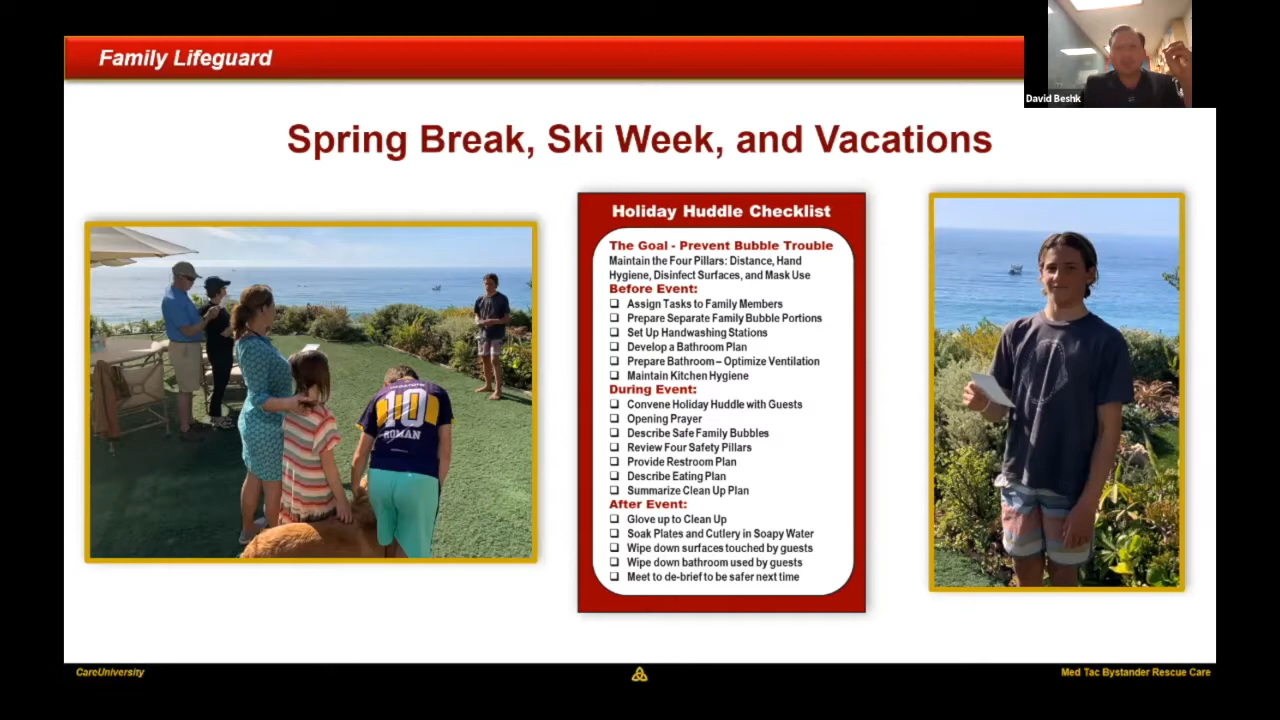 Family Lifeguard
David Beshk
Spring Break, Ski Week, and Vacations
10
ROMAN
Holiday Huddle Checklist
The Goal - Prevent Bubble Trouble
Maintain the Four Pillars: Distance, Hand
Hygiene, Disinfect Surfaces, and Mask Use
Before Event:
Assign Tasks to Family Members
Prepare Separate Family Bubble Portions
Set Up Handwashing Stations
Develop a Bathroom Plan
Prepare Bathroom – Optimize Ventilation
Maintain Kitchen Hygiene
During Event:
Convene Holiday Huddle with Guests
Opening Prayer
Describe Safe Family Bubbles
Review Four Safety Pillars
Provide Restroom Plan
Describe Eating Plan
Summarize Clean Up Plan
After Event:
Glove up to Clean Up
Soak Plates and Cutlery in Soapy Water
Wipe down surfaces touched by guests
Wipe down bathroom used by guests
Meet to de-brief to be safer next time
CareUniversity
Med Tac Bystander Rescue Care